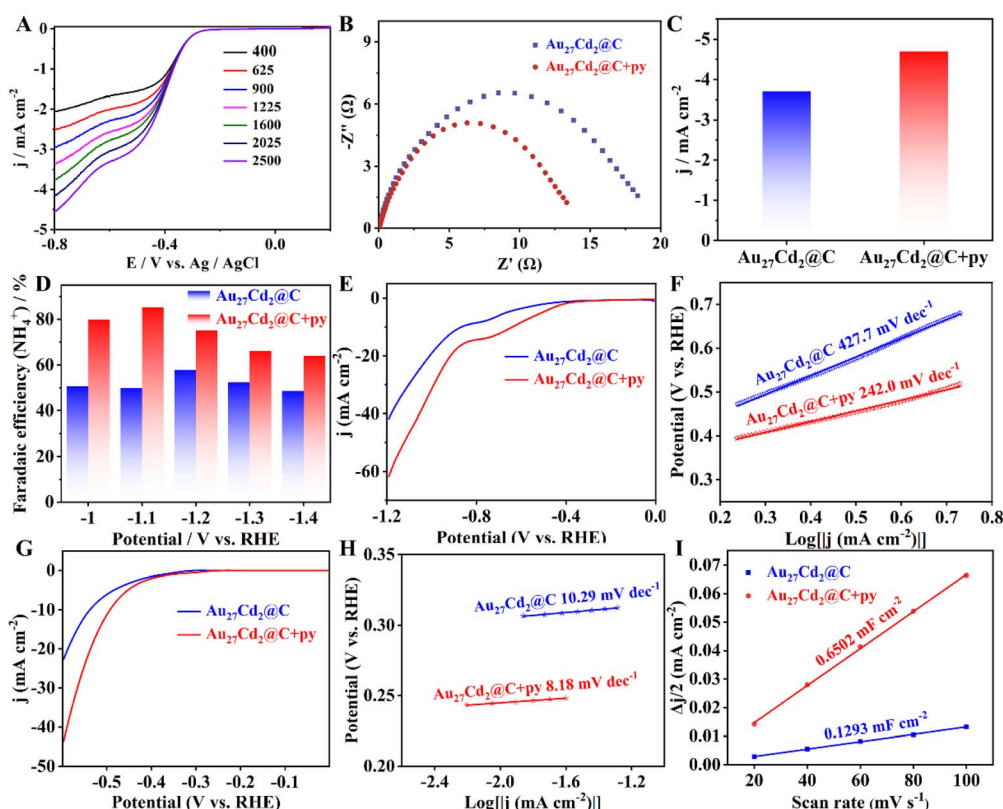 A
j / mA cm⁻²
0
-1
-2
-3
-4
-5
400
625
900
1225
1600
2025
2500
-0.8
-0.4
0.0
E / V vs. Ag / AgCl
B
-Z'' (Ω)
-9
-6
-3
0
Au₂₇Cd₂@C
Au₂₇Cd₂@C+py
0
5
10
15
20
Z' (Ω)
C
j / mA cm⁻²
-5
-4
-3
-2
-1
0
Au₂₇Cd₂@C
Au₂₇Cd₂@C+py
D
Faradaic efficiency (NH₄⁺) / %
80
60
40
20
0
Au₂₇Cd₂@C
Au₂₇Cd₂@C+py
-1
-1.1
-1.2
-1.3
-1.4
Potential / V vs. RHE
E
j (mA cm⁻²)
0
-20
-40
-60
Au₂₇Cd₂@C
Au₂₇Cd₂@C+py
-1.2
-0.8
-0.4
0.0
Potential (V vs. RHE)
F
Potential (V vs. RHE)
0.7
0.6
0.5
0.4
0.3
Au₂₇Cd₂@C 427.7 mV dec⁻¹
Au₂₇Cd₂@C+py 242.0 mV dec⁻¹
0.2
0.4
0.6
0.8
Log[|j (mA cm⁻²)|]
G
j (mA cm⁻²)
10
0
-10
-20
-30
-40
-50
Au₂₇Cd₂@C
Au₂₇Cd₂@C+py
-0.6
-0.4
-0.2
-0.0
Potential (V vs. RHE)
H
Potential (V vs. RHE)
0.35
0.30
0.25
0.20
Au₂₇Cd₂@C 10.29 mV dec⁻¹
Au₂₇Cd₂@C+py 8.18 mV dec⁻¹
-2.4
-2.0
-1.6
-1.2
Log[|j (mA cm⁻²)|]
I
Δj/2 (mA cm⁻²)
0.07
0.06
0.05
0.04
0.03
0.02
0.01
0.00
Au₂₇Cd₂@C
Au₂₇Cd₂@C+py
0.6502 mF cm⁻²
0.1293 mF cm⁻²
20
40
60
80
100
Scan rate (mV s⁻¹)